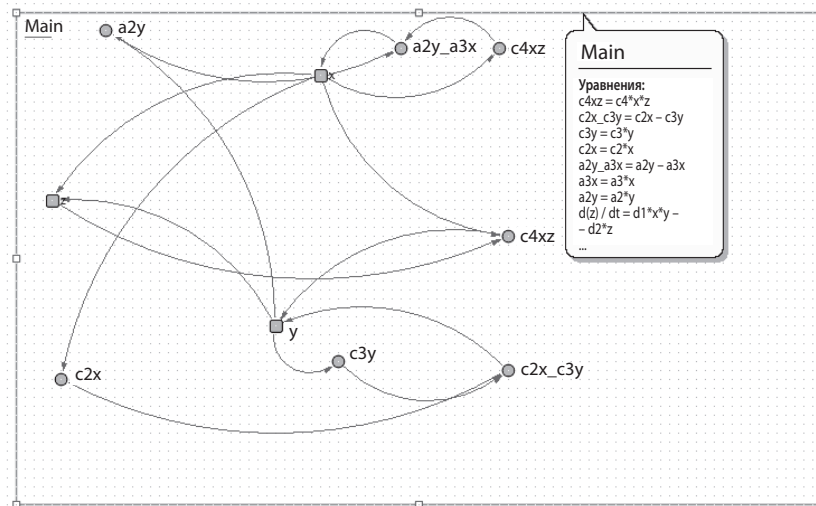 Main
a2y
a2y_a3x
c4xz
x
z
c4xz
y
c3y
c2x
c2x_c3y
Main
Уравнения:
c4xz = c4*x*z
c2x_c3y = c2x – c3y
c3y = c3*y
c2x = c2*x
a2y_a3x = a2y – a3x
a3x = a3*x
a2y = a2*y
d(z) / dt = d1*x*y –
– d2*z
...